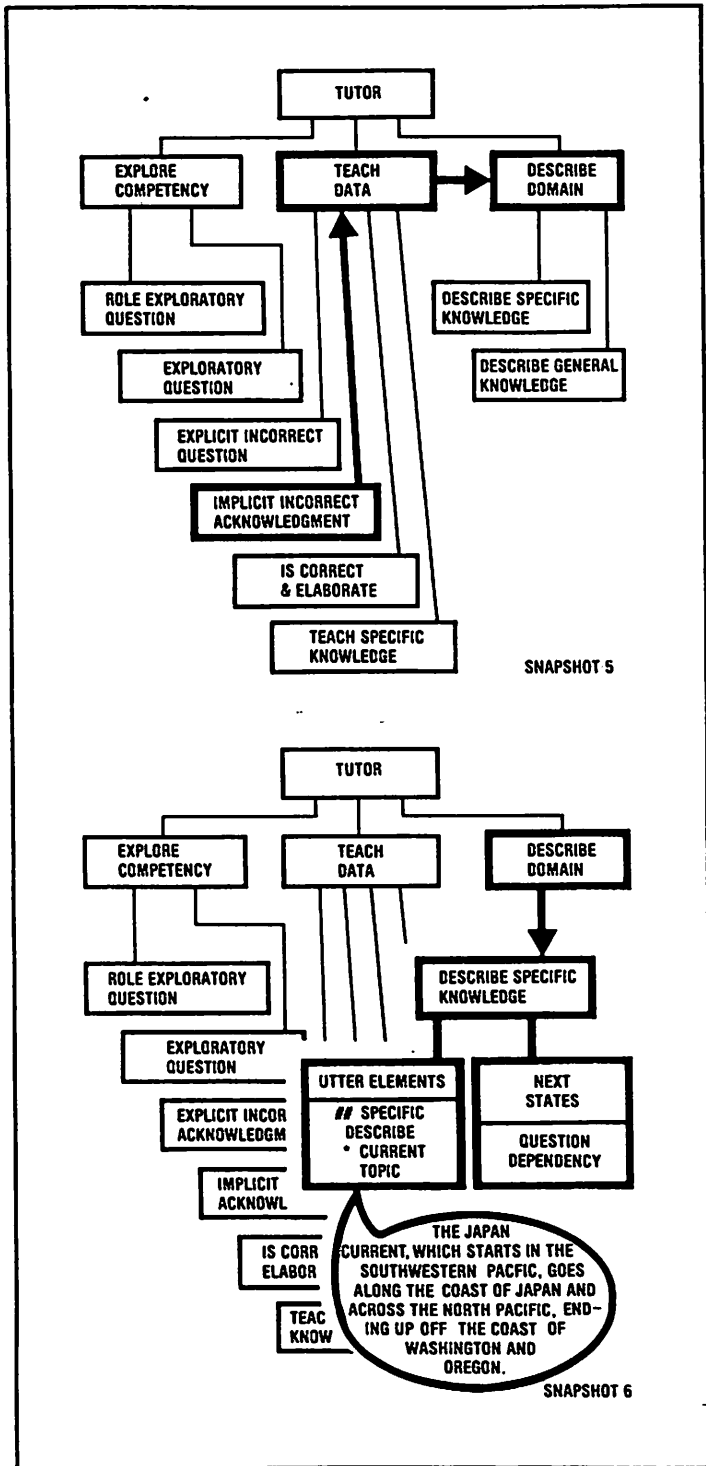 TUTOR
EXPLORE
COMPETENCY
TEACH
DATA
DESCRIBE
DOMAIN
ROLE EXPLORATORY
QUESTION
DESCRIBE SPECIFIC
KNOWLEDGE
EXPLORATORY
QUESTION
DESCRIBE GENERAL
KNOWLEDGE
EXPLICIT INCORRECT
QUESTION
IMPLICIT INCORRECT
ACKNOWLEDGMENT
IS CORRECT
& ELABORATE
TEACH SPECIFIC
KNOWLEDGE
SNAPSHOT 5
TUTOR
EXPLORE
COMPETENCY
TEACH
DATA
DESCRIBE
DOMAIN
ROLE EXPLORATORY
QUESTION
DESCRIBE SPECIFIC
KNOWLEDGE
EXPLORATORY
QUESTION
UTTER ELEMENTS
## SPECIFIC
DESCRIBE
* CURRENT
TOPIC
NEXT
STATES
QUESTION
DEPENDENCY
EXPLICIT INCOR
ACKNOWLEDGM
IMPLICIT
ACKNOWL
IS CORR
ELABOR
TEAC
KNOW
THE JAPAN
CURRENT, WHICH STARTS IN THE
SOUTHWESTERN PACFIC, GOES
ALONG THE COAST OF JAPAN AND
ACROSS THE NORTH PACIFIC, END-
ING UP OFF THE COAST OF
WASHINGTON AND
OREGON.
SNAPSHOT 6